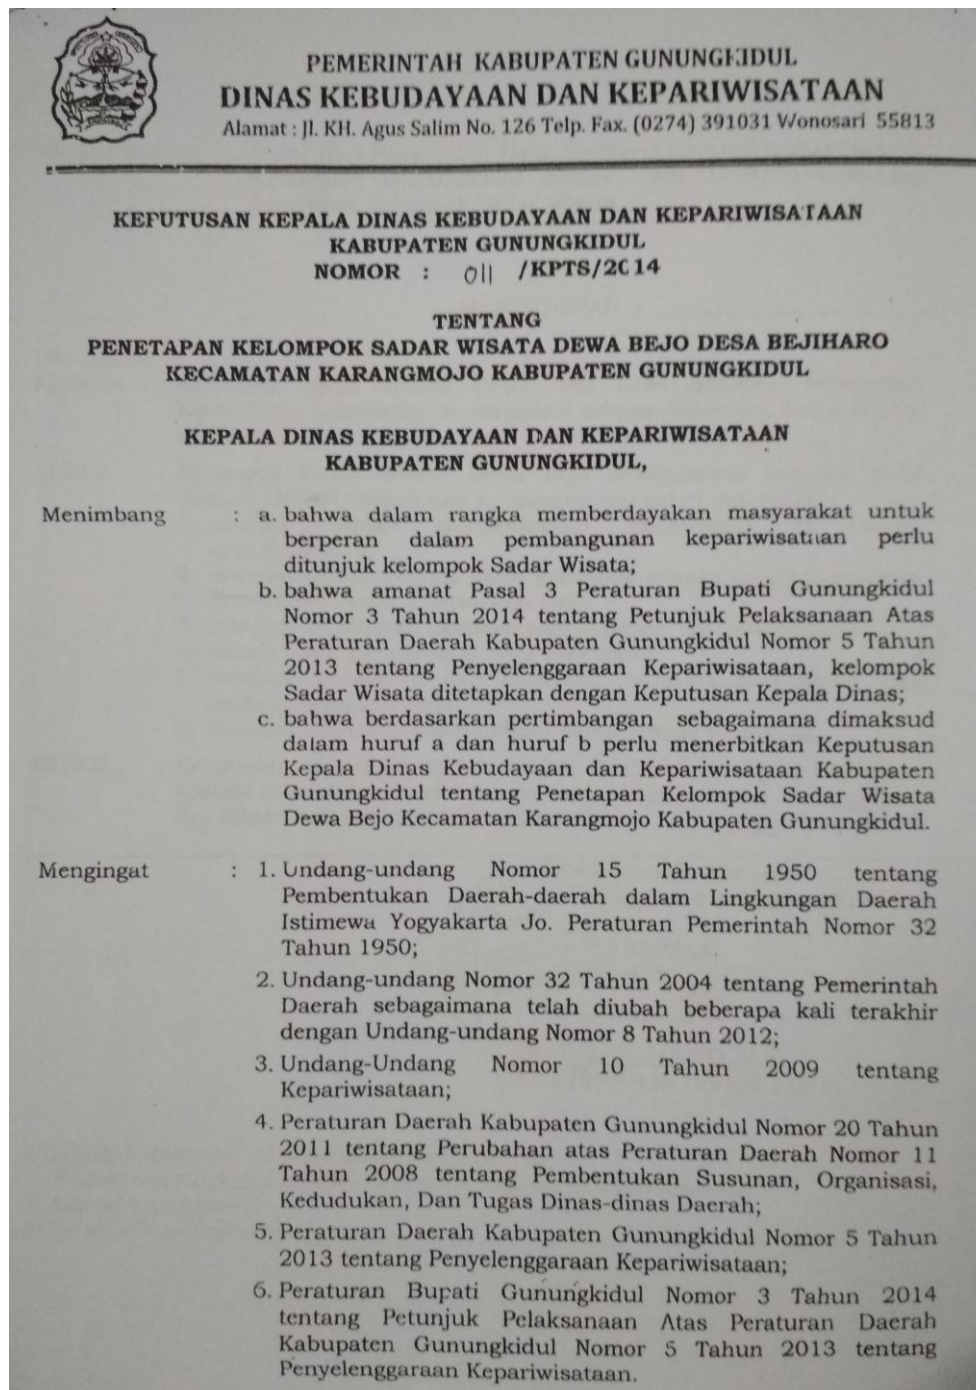 PEMERINTAH KABUPATEN GUNUNGKIDUL
DINAS KEBUDAYAAN DAN KEPARIWISATAAN
Alamat : Jl. KH. Agus Salim No. 126 Telp. Fax. (0274) 391031 Wonosari 55813
KEPUTUSAN KEPALA DINAS KEBUDAYAAN DAN KEPARIWISATAAN
KABUPATEN GUNUNGKIDUL
NOMOR : 011 /KPTS/2014
TENTANG
PENETAPAN KELOMPOK SADAR WISATA DEWA BEJO DESA BEJIHARO
KECAMATAN KARANGMOJO KABUPATEN GUNUNGKIDUL
KEPALA DINAS KEBUDAYAAN DAN KEPARIWISATAAN
KABUPATEN GUNUNGKIDUL,
Menimbang : a. bahwa dalam rangka memberdayakan masyarakat untuk
berperan dalam pembangunan kepariwisataan perlu
ditunjuk kelompok Sadar Wisata;
b. bahwa amanat Pasal 3 Peraturan Bupati Gunungkidul
Nomor 3 Tahun 2014 tentang Petunjuk Pelaksanaan Atas
Peraturan Daerah Kabupaten Gunungkidul Nomor 5 Tahun
2013 tentang Penyelenggaraan Kepariwisataan, kelompok
Sadar Wisata ditetapkan dengan Keputusan Kepala Dinas;
c. bahwa berdasarkan pertimbangan sebagaimana dimaksud
dalam huruf a dan huruf b perlu menerbitkan Keputusan
Kepala Dinas Kebudayaan dan Kepariwisataan Kabupaten
Gunungkidul tentang Penetapan Kelompok Sadar Wisata
Dewa Bejo Kecamatan Karangmojo Kabupaten Gunungkidul.
Mengingat : 1. Undang-undang Nomor 15 Tahun 1950 tentang
Pembentukan Daerah-daerah dalam Lingkungan Daerah
Istimewa Yogyakarta Jo. Peraturan Pemerintah Nomor 32
Tahun 1950;
2. Undang-undang Nomor 32 Tahun 2004 tentang Pemerintah
Daerah sebagaimana telah diubah beberapa kali terakhir
dengan Undang-undang Nomor 8 Tahun 2012;
3. Undang-Undang Nomor 10 Tahun 2009 tentang
Kepariwisataan;
4. Peraturan Daerah Kabupaten Gunungkidul Nomor 20 Tahun
2011 tentang Perubahan atas Peraturan Daerah Nomor 11
Tahun 2008 tentang Pembentukan Susunan, Organisasi,
Kedudukan, Dan Tugas Dinas-dinas Daerah;
5. Peraturan Daerah Kabupaten Gunungkidul Nomor 5 Tahun
2013 tentang Penyelenggaraan Kepariwisataan;
6. Peraturan Bupati Gunungkidul Nomor 3 Tahun 2014
tentang Petunjuk Pelaksanaan Atas Peraturan Daerah
Kabupaten Gunungkidul Nomor 5 Tahun 2013 tentang
Penyelenggaraan Kepariwisataan.